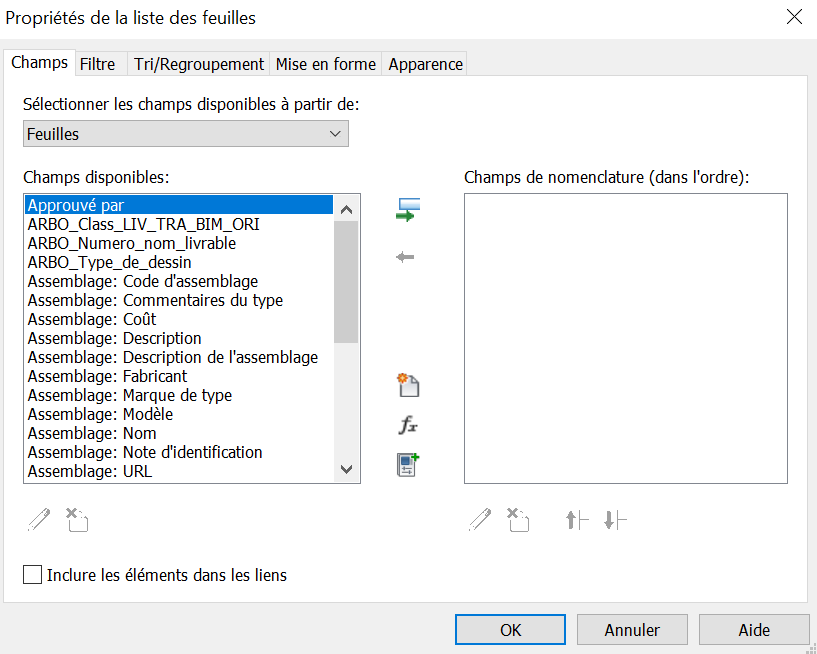 Propriétés de la liste des feuilles
Champs
Filtre
Tri/Regroupement
Mise en forme
Apparence
Sélectionner les champs disponibles à partir de:
Feuilles
Champs disponibles:
Approuvé par
ARBO_Class_LIV_TRA_BIM_ORI
ARBO_Numero_nom_livrable
ARBO_Type_de_dessin
Assemblage: Code d'assemblage
Assemblage: Commentaires du type
Assemblage: Coût
Assemblage: Description
Assemblage: Description de l'assemblage
Assemblage: Fabricant
Assemblage: Marque de type
Assemblage: Modèle
Assemblage: Nom
Assemblage: Note d'identification
Assemblage: URL
fx
Champs de nomenclature (dans l'ordre):
Inclure les éléments dans les liens
OK
Annuler
Aide